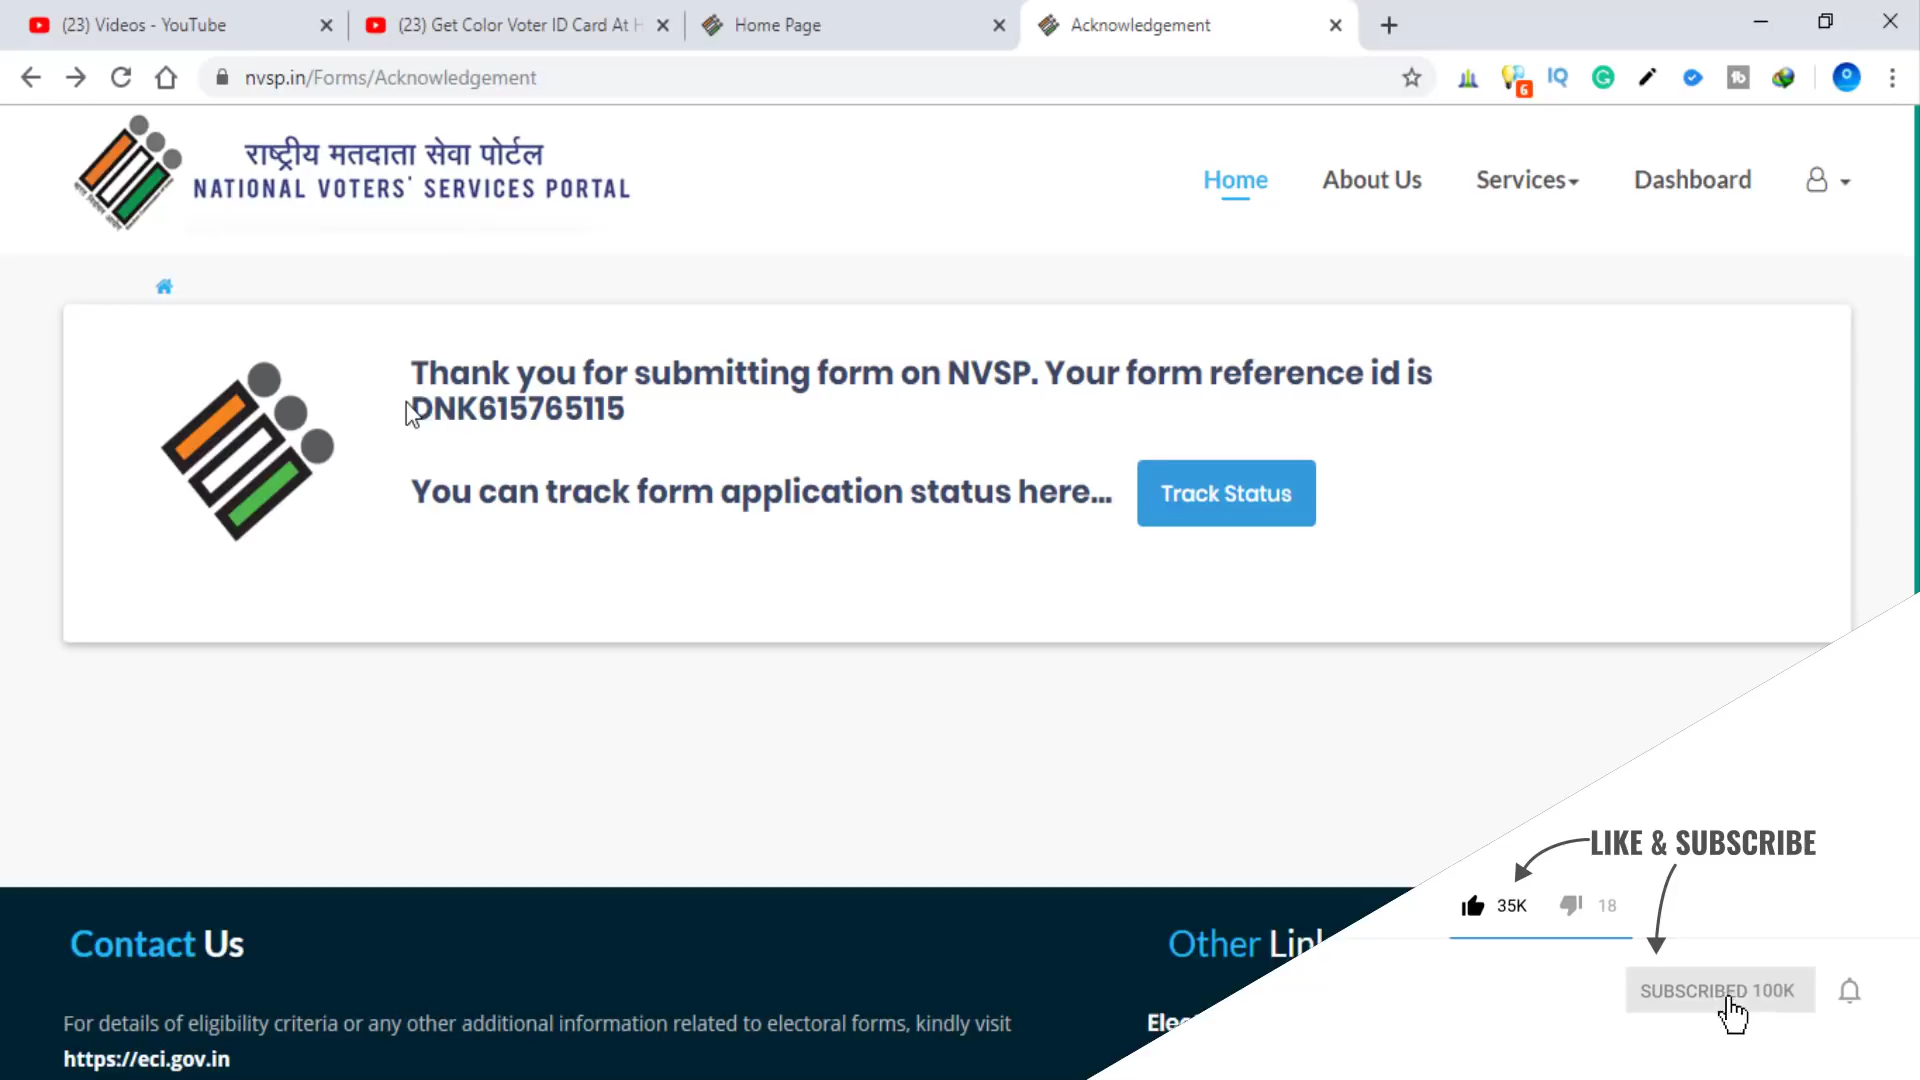 (23) Videos - YouTube
(23) Get Color Voter ID Card At H
Home Page
Acknowledgement
nvsp.in/Forms/Acknowledgement
6
IQ
tb
राष्ट्रीय मतदाता सेवा पोर्टल
NATIONAL VOTERS' SERVICES PORTAL
Home
About Us
Services
Dashboard
Thank you for submitting form on NVSP. Your form reference id is
DNK615765115
You can track form application status here...
Track Status
LIKE & SUBSCRIBE
35K
18
SUBSCRIBED 100K
Contact Us
Other Link
For details of eligibility criteria or any other additional information related to electoral forms, kindly visit
https://eci.gov.in